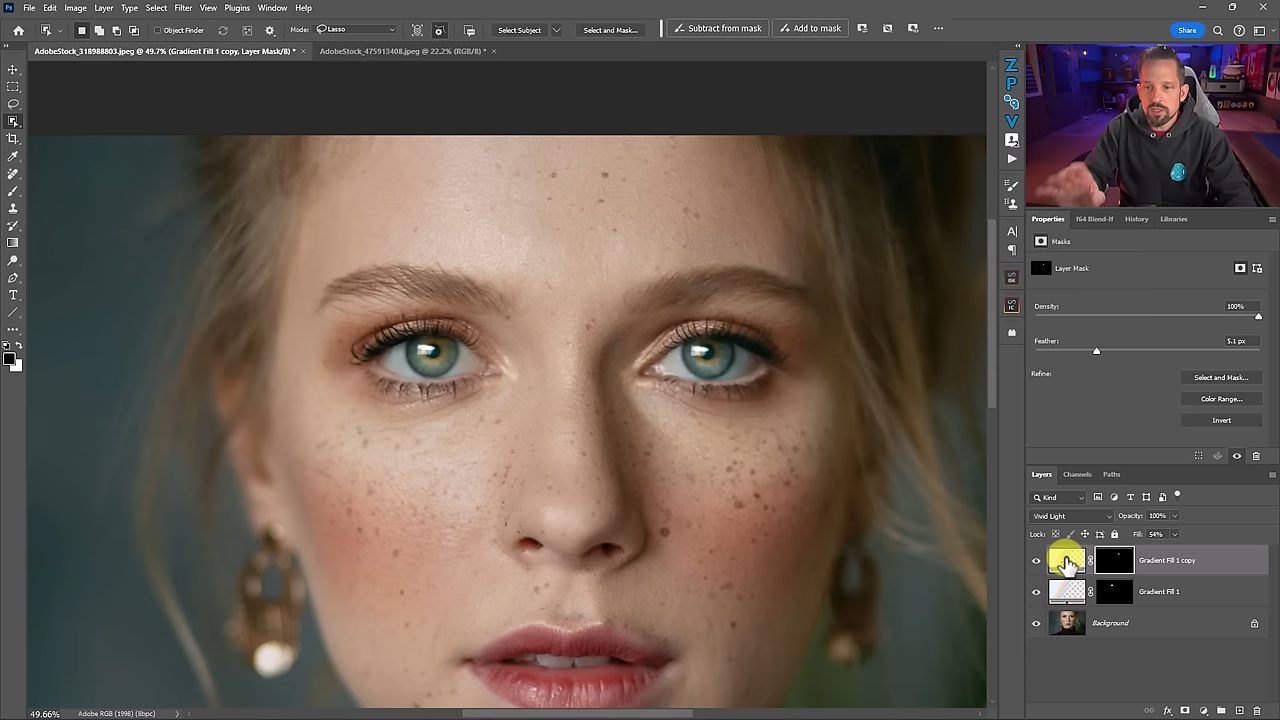 Ps File Edit Image Layer Type Select Filter View Plugins Window Help
Object Finder Mode: Lasso Select Subject Select and Mask... Subtract from mask Add to mask Share
AdobeStock_318988803.jpeg @ 49.7% (Gradient Fill 1 copy, Layer Mask/8) * × AdobeStock_475913408.jpeg @ 22.2% (RGB/8) * ×
Z
P
V
Properties f64 Blend-If History Libraries
Masks
Layer Mask
Density: 100%
Feather: 5.1 px
Refine: Select and Mask...
Color Range...
Invert
Layers Channels Paths
Kind
Vivid Light Opacity: 100%
Lock: Fill: 54%
Gradient Fill 1 copy
Gradient Fill 1
Background
49.66% Adobe RGB (1998) (8bpc)